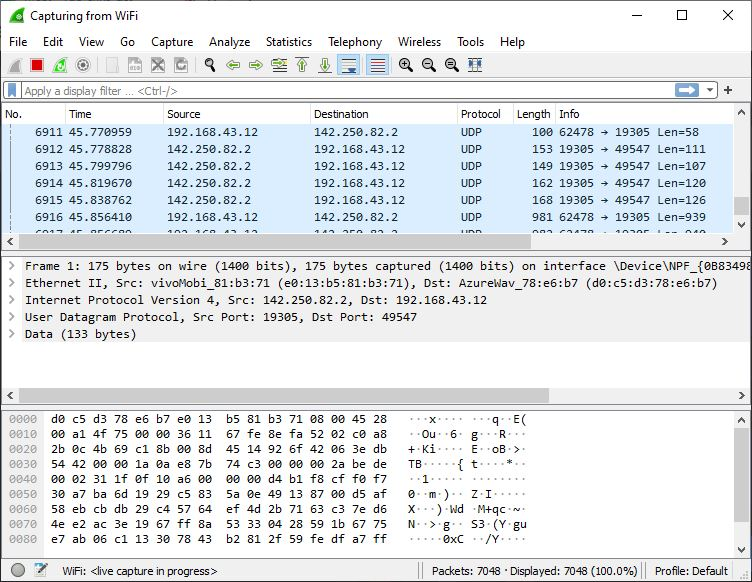 Capturing from WiFi
File Edit View Go Capture Analyze Statistics Telephony Wireless Tools Help
Apply a display filter ... <Ctrl-/>
No. Time Source Destination Protocol Length Info
6911 45.770959 192.168.43.12 142.250.82.2 UDP 100 62478 → 19305 Len=58
6912 45.778828 142.250.82.2 192.168.43.12 UDP 153 19305 → 49547 Len=111
6913 45.799796 142.250.82.2 192.168.43.12 UDP 149 19305 → 49547 Len=107
6914 45.819670 142.250.82.2 192.168.43.12 UDP 162 19305 → 49547 Len=120
6915 45.838762 142.250.82.2 192.168.43.12 UDP 168 19305 → 49547 Len=126
6916 45.856410 192.168.43.12 142.250.82.2 UDP 981 62478 → 19305 Len=939
Frame 1: 175 bytes on wire (1400 bits), 175 bytes captured (1400 bits) on interface \Device\NPF_{0B83498
Ethernet II, Src: vivoMobi_81:b3:71 (e0:13:b5:81:b3:71), Dst: AzureWav_78:e6:b7 (d0:c5:d3:78:e6:b7)
Internet Protocol Version 4, Src: 142.250.82.2, Dst: 192.168.43.12
User Datagram Protocol, Src Port: 19305, Dst Port: 49547
Data (133 bytes)
0000 d0 c5 d3 78 e6 b7 e0 13 b5 81 b3 71 08 00 45 28 ···x···· ···q··E(
0010 00 a1 4f 75 00 00 36 11 67 fe 8e fa 52 02 c0 a8 ··Ou··6· g···R···
0020 2b 0c 4b 69 c1 8b 00 8d 45 14 92 6f 42 06 3e db +·Ki···· E··oB·>·
0030 54 42 00 00 1a 0a e8 7b 74 c3 00 00 00 2a be de TB·····{ t····*··
0040 00 02 31 1f 0f 10 a6 00 00 00 00 d4 b1 f8 cf f0 f7 ··1····· ········
0050 30 a7 ba 6d 19 29 c5 83 5a 0e 49 13 87 00 d5 af 0··m·)·· Z·I·····
0060 58 eb cb db 29 c4 57 64 ef 4d 2b 71 63 c3 7e d6 X···)·Wd ·M+qc·~·
0070 4e e2 ac 3e 19 67 ff 8a 53 33 04 28 59 1b 67 75 N··>·g·· S3·(Y·gu
0080 e7 ab 06 c1 13 30 78 43 b2 81 2f 59 fe df a7 ff ·····0xC ··/Y····
WiFi: <live capture in progress> Packets: 7048 · Displayed: 7048 (100.0%) Profile: Default